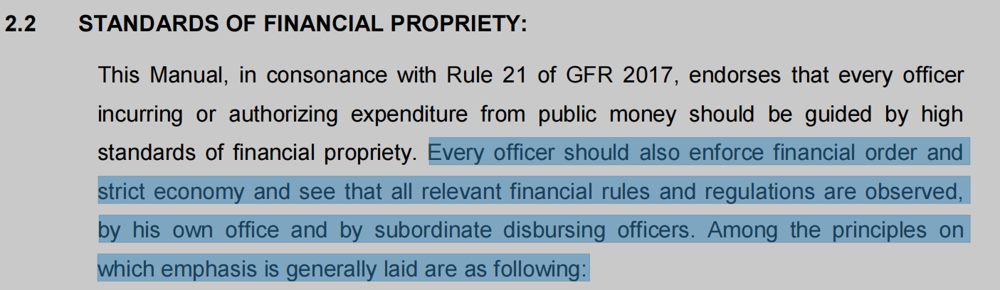 2.2 STANDARDS OF FINANCIAL PROPRIETY:
This Manual, in consonance with Rule 21 of GFR 2017, endorses that every officer
incurring or authorizing expenditure from public money should be guided by high
standards of financial propriety. Every officer should also enforce financial order and
strict economy and see that all relevant financial rules and regulations are observed,
by his own office and by subordinate disbursing officers. Among the principles on
which emphasis is generally laid are as following: